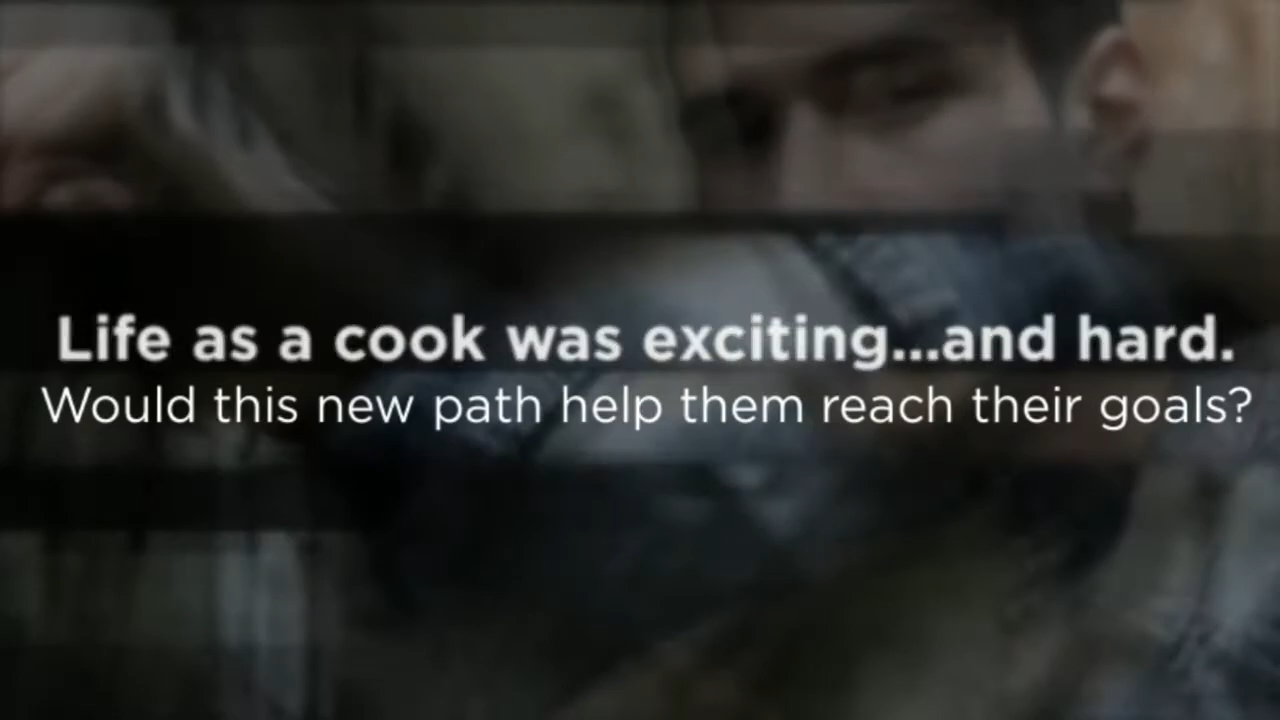 Life as a cook was exciting...and hard.
Would this new path help them reach their goals?